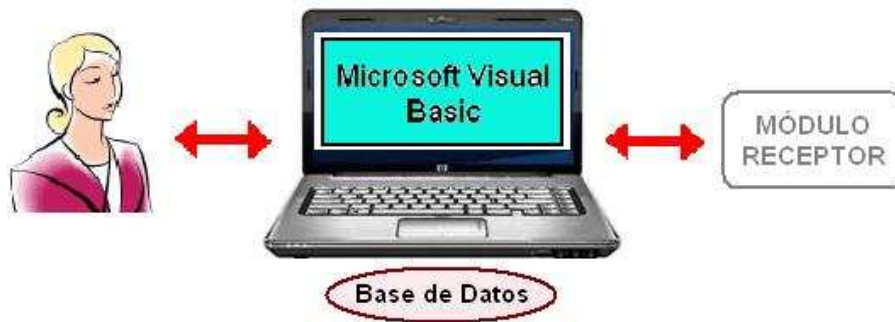 Microsoft Visual
Basic
MÓDULO
RECEPTOR
Base de Datos